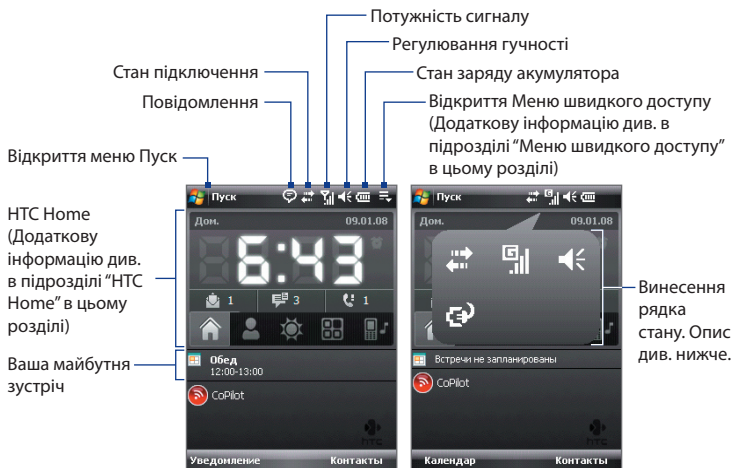 Потужність сигналу
Регулювання гучності
Стан підключення
Стан заряду акумулятора
Повідомлення
Відкриття Меню швидкого доступу
(Додаткову інформацію див. в
підрозділі “Меню швидкого доступу”
в цьому розділі)
Відкриття меню Пуск
HTC Home
(Додаткову
інформацію див.
в підрозділі “HTC
Home” в цьому
розділі)
Ваша майбутня
зустріч
Пуск
Дом.
09.01.08
6:43
1
3
1
Обед
12:00-13:00
CoPilot
hTC
Уведомление
Контакты
Пуск
G
Дом.
09.01.08
G
Встречи не запланированы
CoPilot
hTC
Календар
Контакты
Винесення
рядка
стану. Опис
див. нижче.